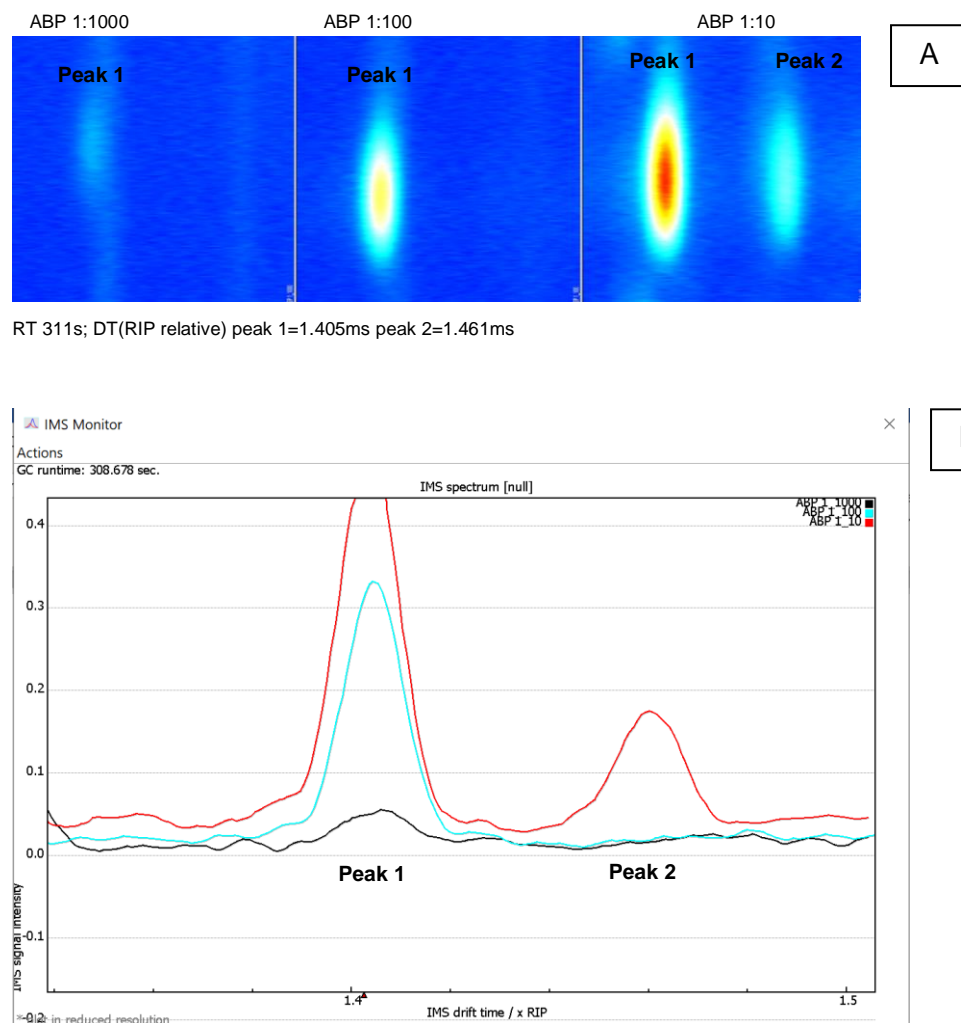 ABP 1:1000 ABP 1:100 ABP 1:10
A
Peak 1 Peak 1 Peak 1 Peak 2
RT 311s; DT(RIP relative) peak 1=1.405ms peak 2=1.461ms
IMS Monitor
Actions
GC runtime: 308.678 sec.
IMS spectrum [null]
ABP 1_1000
ABP 1_100
ABP 1_10
0.4
0.3
0.2
0.1
0.0
Peak 1 Peak 2
IMS signal intensity
-0.1
1.4 1.5
IMS drift time / x RIP
-0.2
in reduced resolution